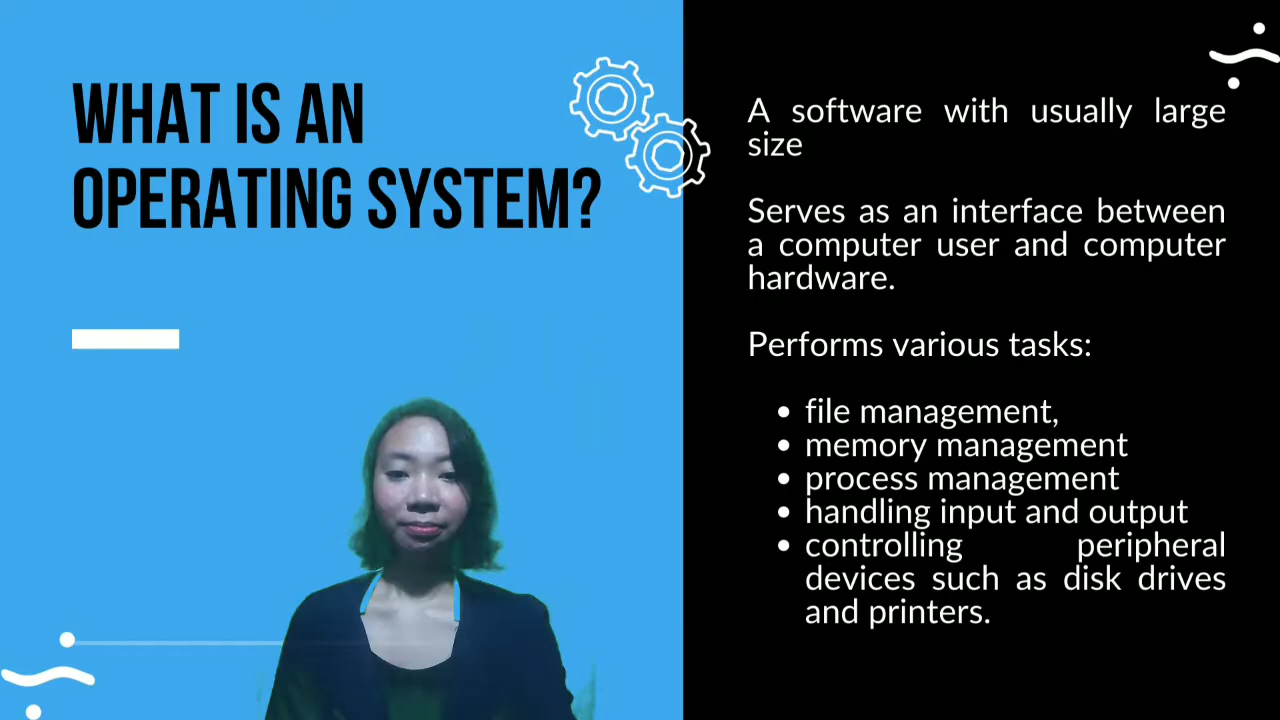 WHAT IS AN
OPERATING SYSTEM?
A software with usually large
size
Serves as an interface between
a computer user and computer
hardware.
Performs various tasks:
• file management,
• memory management
• process management
• handling input and output
• controlling peripheral
devices such as disk drives
and printers.